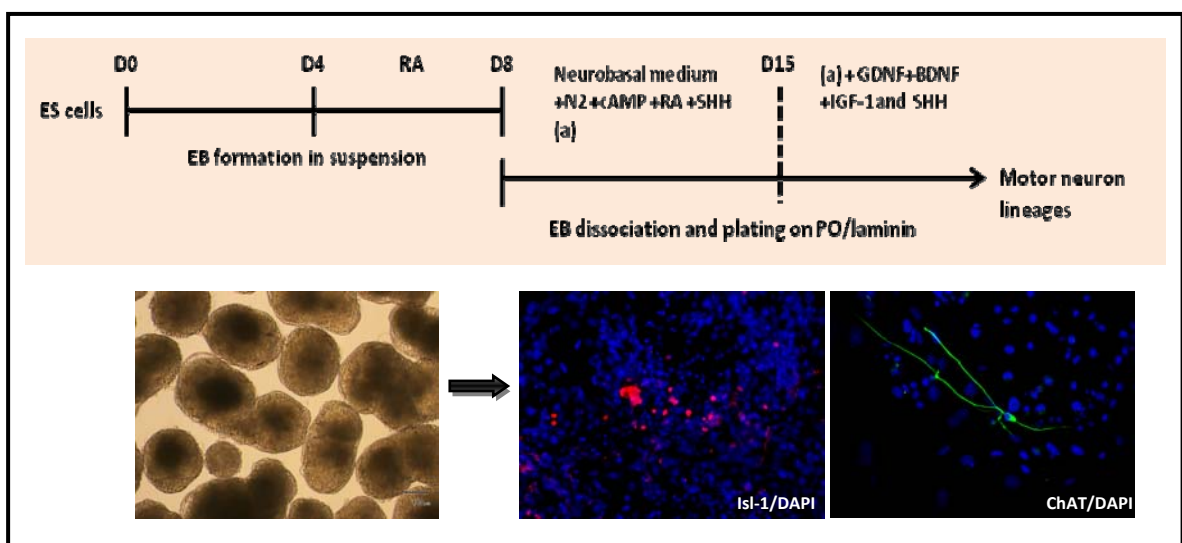 D0 D4 RA D8 D15
Neurobasal medium
+N2+cAMP+RA+SHH
(a)
(a)+GDNF+BDNF
+IGF-1and SHH
ES cells
EB formation in suspension
Motor neuron
lineages
EB dissociation and plating on PO/laminin
Isl-1/DAPI
ChAT/DAPI